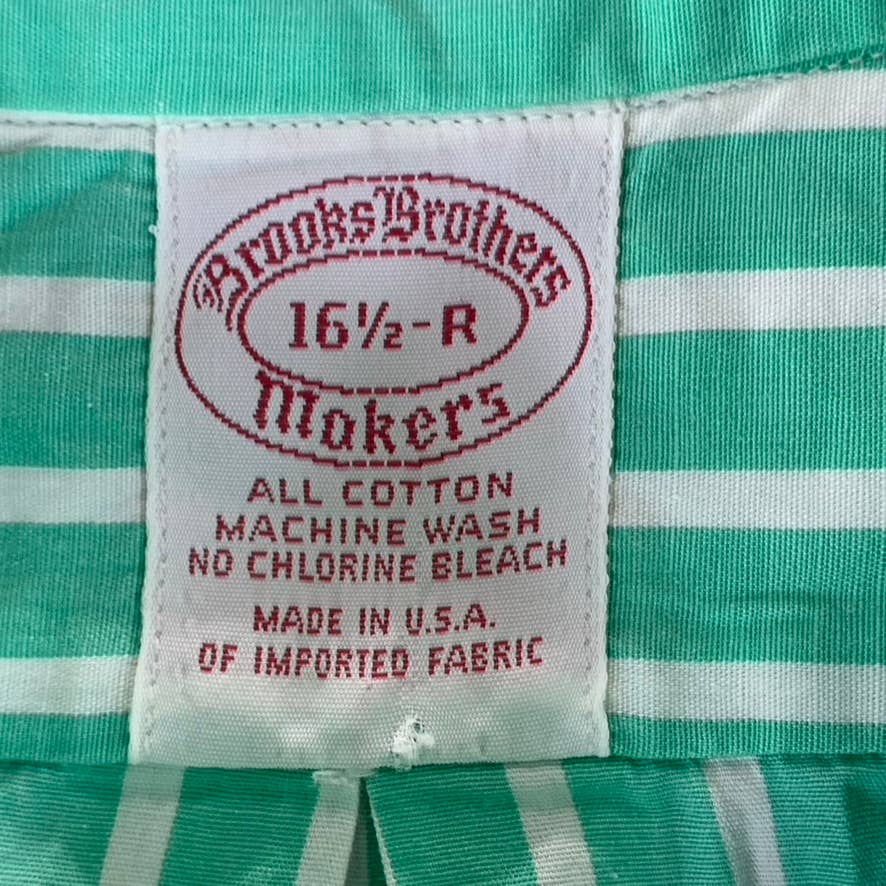 Brooks Brothers
16½-R
Makers
ALL COTTON
MACHINE WASH
NO CHLORINE BLEACH
MADE IN U.S.A.
OF IMPORTED FABRIC